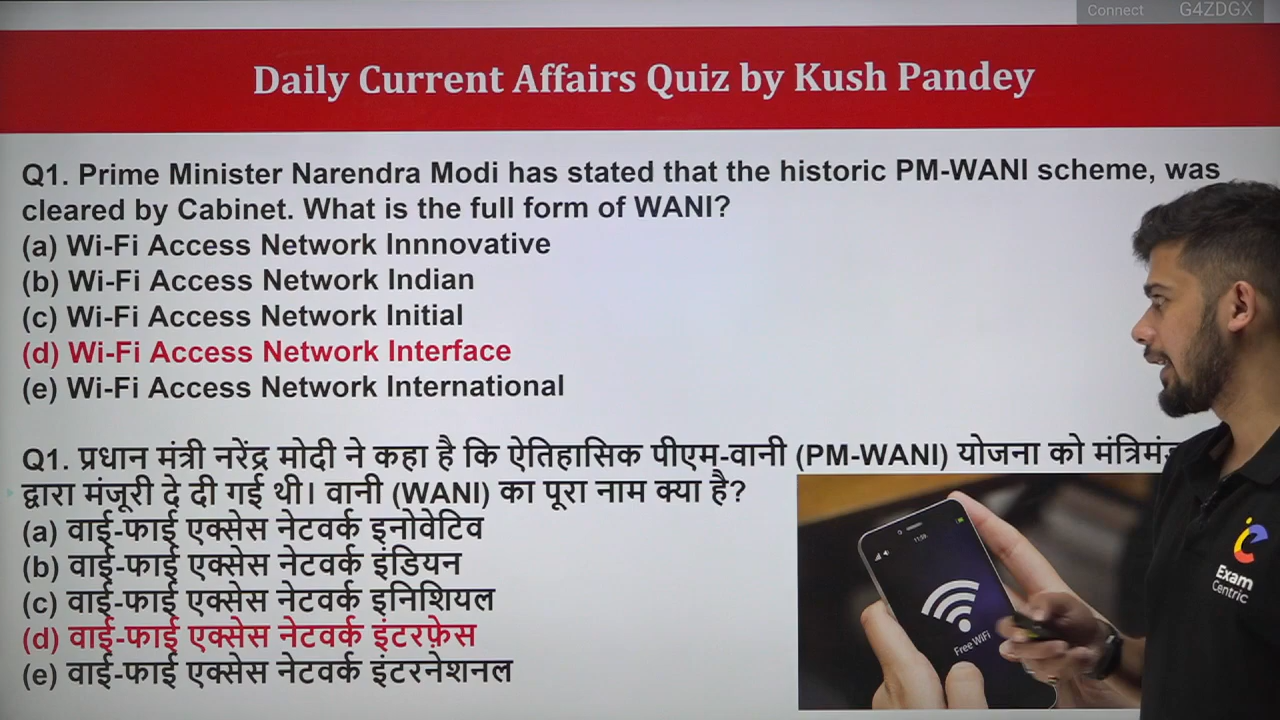 Connect G4ZDGX
Daily Current Affairs Quiz by Kush Pandey
Q1. Prime Minister Narendra Modi has stated that the historic PM-WANI scheme, was
cleared by Cabinet. What is the full form of WANI?
(a) Wi-Fi Access Network Innnovative
(b) Wi-Fi Access Network Indian
(c) Wi-Fi Access Network Initial
(d) Wi-Fi Access Network Interface
(e) Wi-Fi Access Network International
Q1. प्रधान मंत्री नरेंद्र मोदी ने कहा है कि ऐतिहासिक पीएम-वानी (PM-WANI) योजना को
द्वारा मंजूरी दे दी गई थी। वानी (WANI) का पूरा नाम क्या है?
(a) वाई-फाई एक्सेस नेटवर्क इनोवेटिव
(b) वाई-फाई एक्सेस नेटवर्क इंडियन
(c) वाई-फाई एक्सेस नेटवर्क इनिशियल
(d) वाई-फाई एक्सेस नेटवर्क इंटरफ़ेस
(e) वाई-फाई एक्सेस नेटवर्क इंटरनेशनल
Free WiFi
Exam
Centric